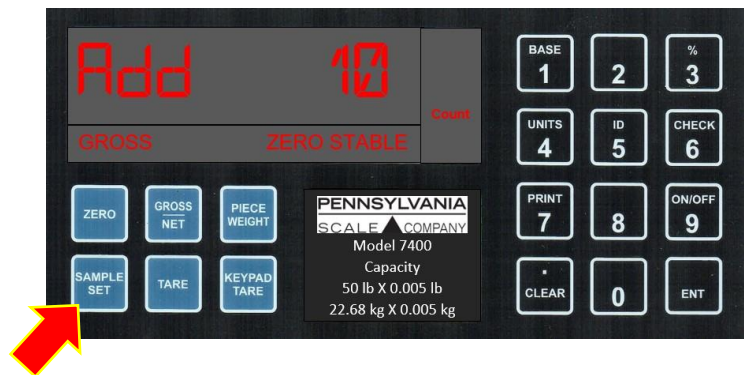 Add 10
Count
GROSS ZERO STABLE
BASE
1
2
%
3
UNITS
4
ID
5
CHECK
6
PRINT
7
8
ON/OFF
9
.
CLEAR
0
ENT
ZERO
GROSS
NET
PIECE
WEIGHT
SAMPLE
SET
TARE
KEYPAD
TARE
PENNSYLVANIA
SCALE COMPANY
Model 7400
Capacity
50 lb X 0.005 lb
22.68 kg X 0.005 kg